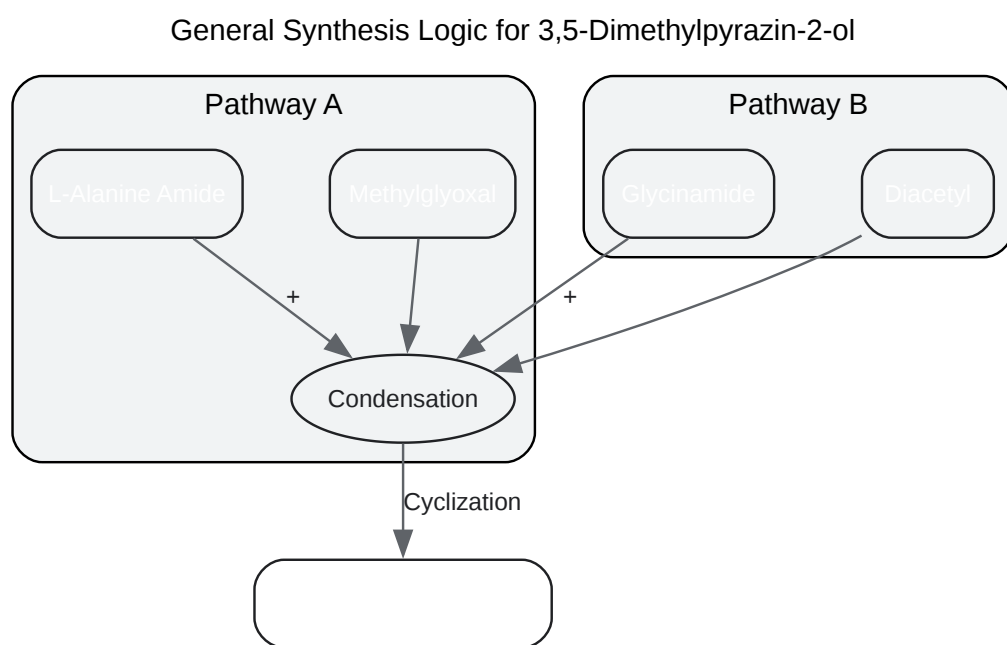 General Synthesis Logic for 3,5-Dimethylpyrazin-2-ol
Pathway A
Pathway B
L-Alanine Amide
Methylglyoxal
Glycinamide
Diacetyl
+
+
Condensation
Cyclization